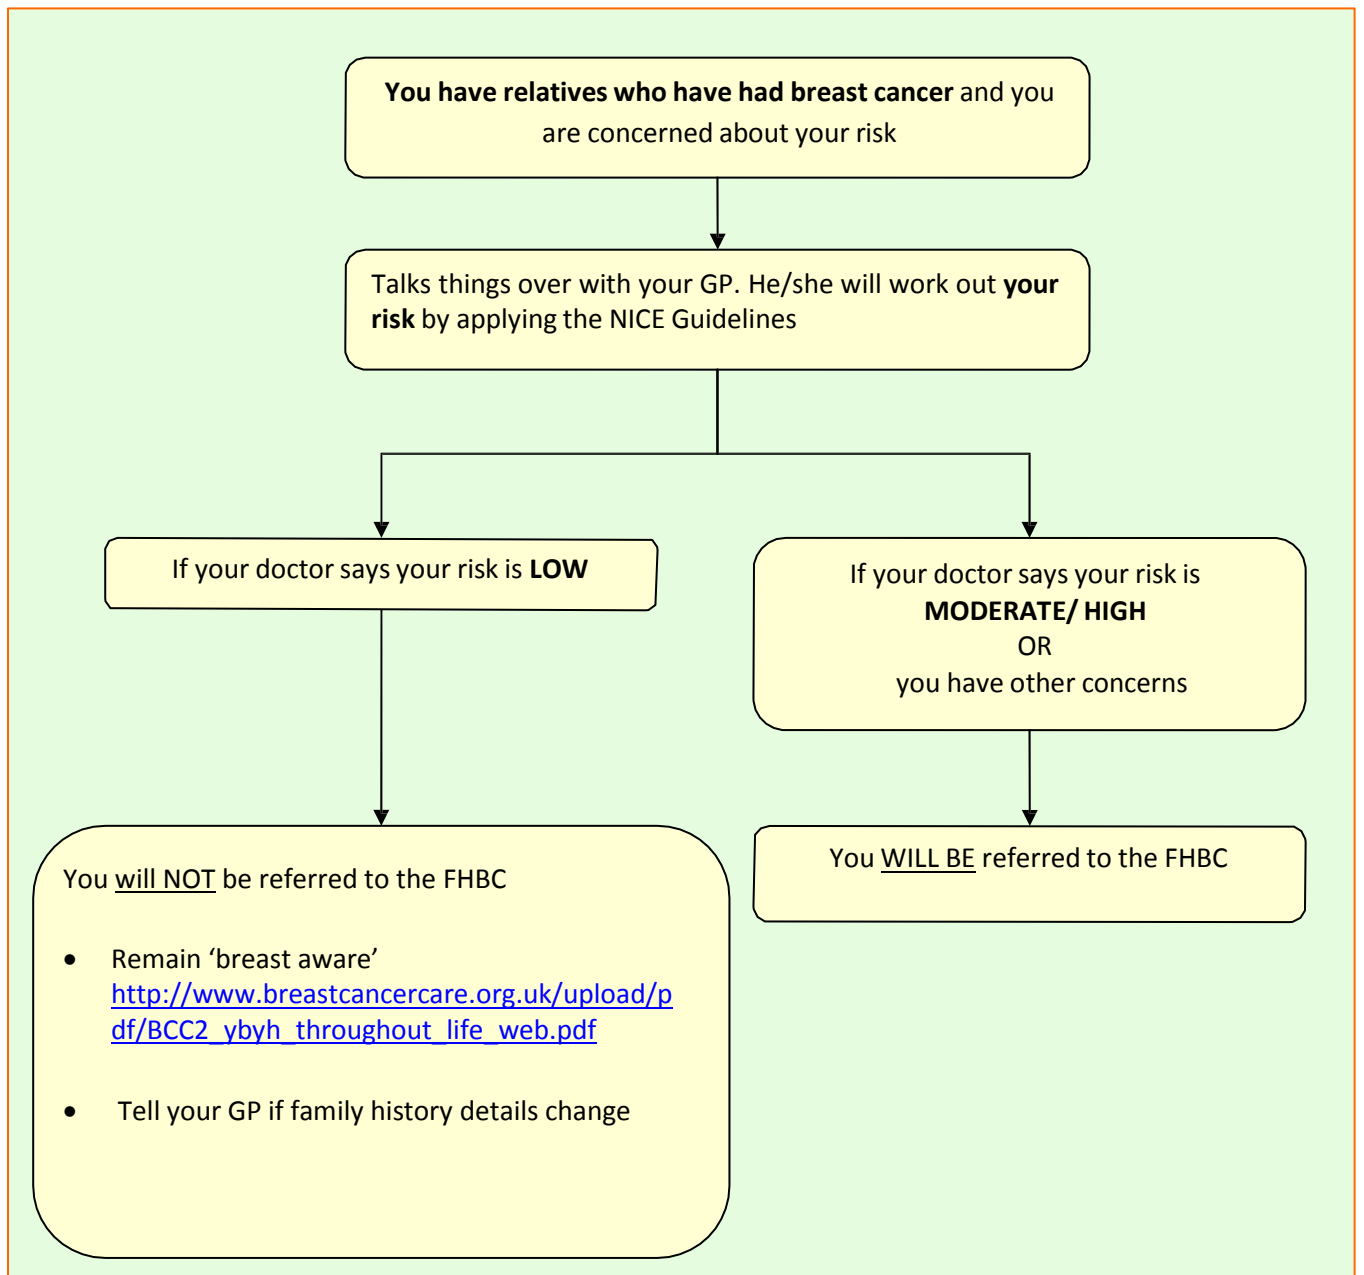 You have relatives who have had breast cancer and you
are concerned about your risk
Talks things over with your GP. He/she will work out your
risk by applying the NICE Guidelines
If your doctor says your risk is LOW
If your doctor says your risk is
MODERATE/ HIGH
OR
you have other concerns
You will NOT be referred to the FHBC
• Remain ‘breast aware’
http://www.breastcancercare.org.uk/upload/p
df/BCC2_ybyh_throughout_life_web.pdf
• Tell your GP if family history details change
You WILL BE referred to the FHBC